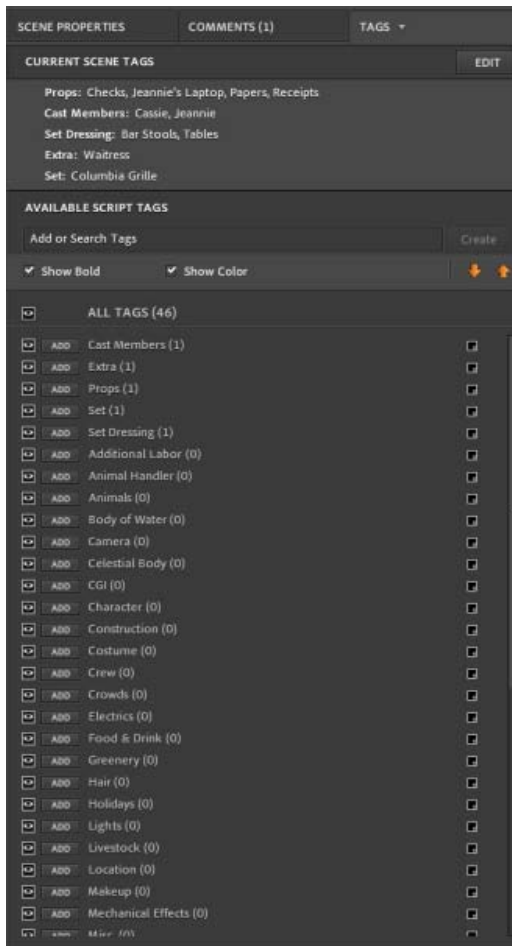 SCENE PROPERTIES COMMENTS (1) TAGS
CURRENT SCENE TAGS EDIT
Props: Checks, Jeannie's Laptop, Papers, Receipts
Cast Members: Cassie, Jeannie
Set Dressing: Bar Stools, Tables
Extra: Waitress
Set: Columbia Grille
AVAILABLE SCRIPT TAGS
Add or Search Tags Create
Show Bold Show Color
ALL TAGS (46)
ADD Cast Members (1)
ADD Extra (1)
ADD Props (1)
ADD Set (1)
ADD Set Dressing (1)
ADD Additional Labor (0)
ADD Animal Handler (0)
ADD Animals (0)
ADD Body of Water (0)
ADD Camera (0)
ADD Celestial Body (0)
ADD CGI (0)
ADD Character (0)
ADD Construction (0)
ADD Costume (0)
ADD Crew (0)
ADD Crowds (0)
ADD Electrics (0)
ADD Food & Drink (0)
ADD Greenery (0)
ADD Hair (0)
ADD Holidays (0)
ADD Lights (0)
ADD Livestock (0)
ADD Location (0)
ADD Makeup (0)
ADD Mechanical Effects (0)
ADD Misc (0)